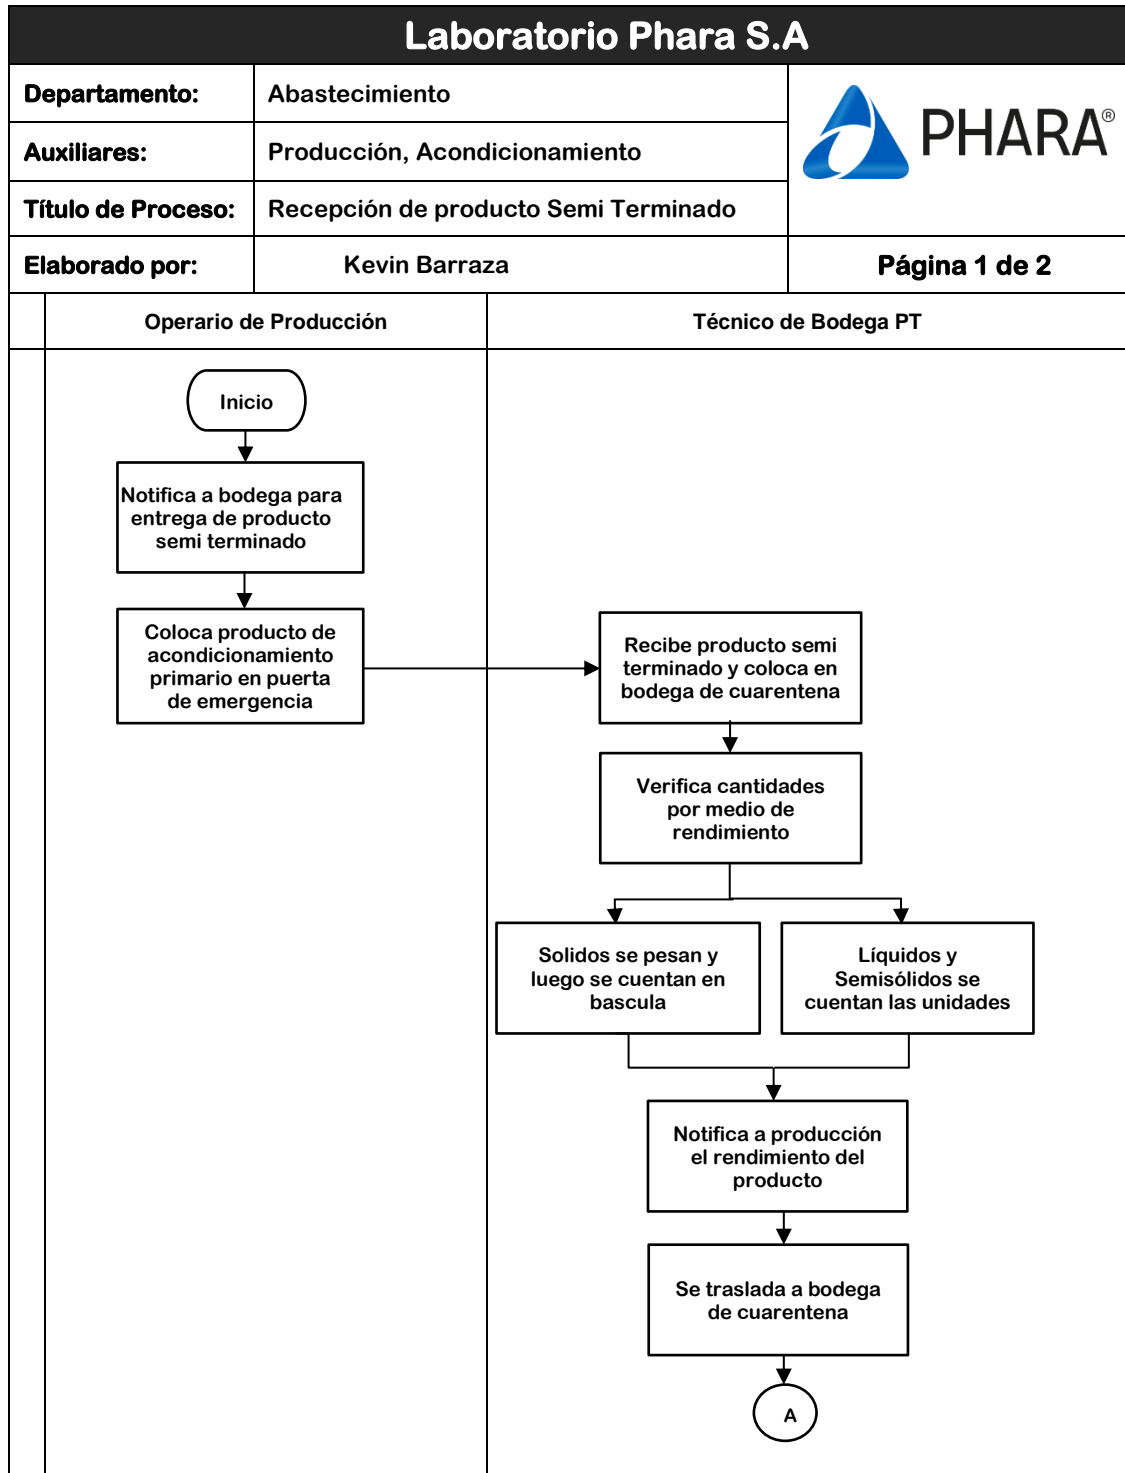 Laboratorio Phara S.A
Departamento:
Abastecimiento
PHARA®
Auxiliares:
Producción, Acondicionamiento
Título de Proceso:
Recepción de producto Semi Terminado
Elaborado por:
Kevin Barraza
Página 1 de 2
Operario de Producción
Técnico de Bodega PT
Inicio
Notifica a bodega para
entrega de producto
semi terminado
Coloca producto de
acondicionamiento
primario en puerta
de emergencia
Recibe producto semi
terminado y coloca en
bodega de cuarentena
Verifica cantidades
por medio de
rendimiento
Solidos se pesan y
luego se cuentan en
bascula
Líquidos y
Semisólidos se
cuentan las unidades
Notifica a producción
el rendimiento del
producto
Se traslada a bodega
de cuarentena
A